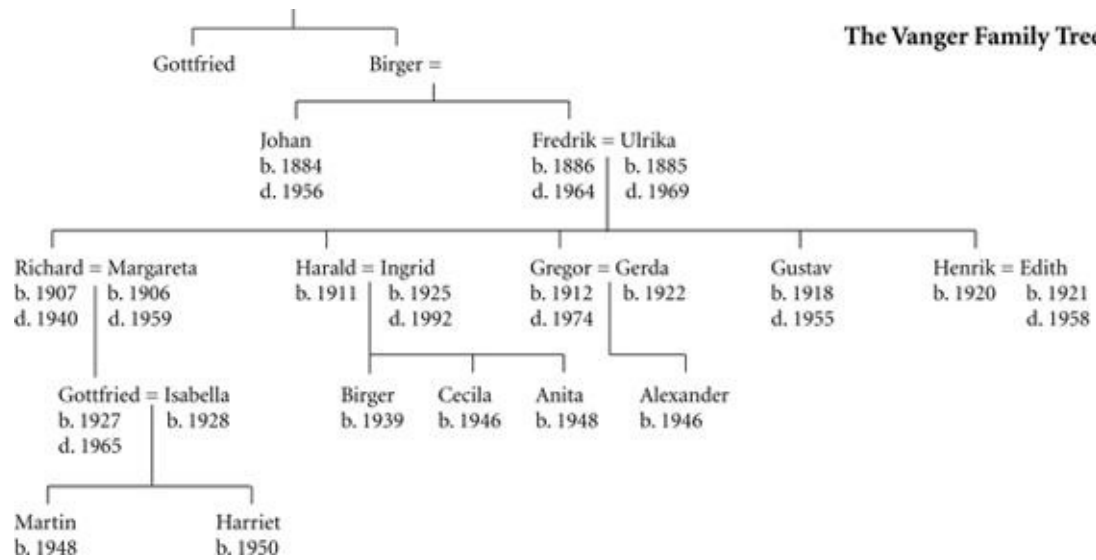 The Vanger Family Tree
Gottfried Birger =
Johan Fredrik = Ulrika
b. 1884 b. 1886 b. 1885
d. 1956 d. 1964 d. 1969
Richard = Margareta Harald = Ingrid Gregor = Gerda Gustav Henrik = Edith
b. 1907 b. 1906 b. 1911 b. 1925 b. 1912 b. 1922 b. 1918 b. 1920 b. 1921
d. 1940 d. 1959 d. 1992 d. 1974 d. 1955 d. 1958
Gottfried = Isabella Birger Cecila Anita Alexander
b. 1927 b. 1928 b. 1939 b. 1946 b. 1948 b. 1946
d. 1965
Martin Harriet
b. 1948 b. 1950